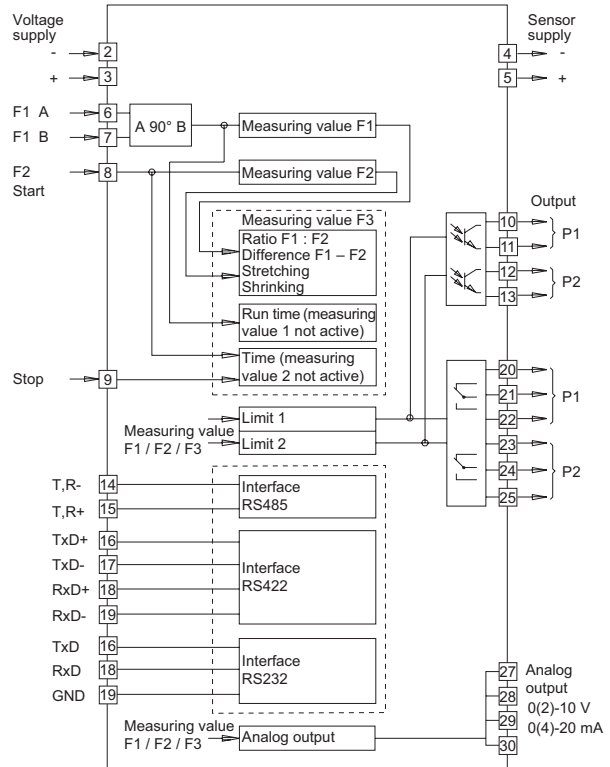 Voltage
supply
- 2
+ 3
F1 A 6
F1 B 7
A 90° B
F2 8
Start
Measuring value F1
Measuring value F2
Measuring value F3
Ratio F1 : F2
Difference F1 – F2
Stretching
Shrinking
Run time (measuring
value 1 not active)
Time (measuring
value 2 not active)
Stop 9
Limit 1
Measuring value
F1 / F2 / F3
Limit 2
T,R- 14
T,R+ 15
Interface
RS485
TxD+ 16
TxD- 17
RxD+ 18
RxD- 19
Interface
RS422
TxD 16
RxD 18
GND 19
Interface
RS232
Measuring value
F1 / F2 / F3
Analog output
Sensor
supply
4 -
5 +
Output
10
11
P1
12
13
P2
20
21
22
P1
23
24
25
P2
27
28
29
30
Analog
output
0(2)-10 V
0(4)-20 mA